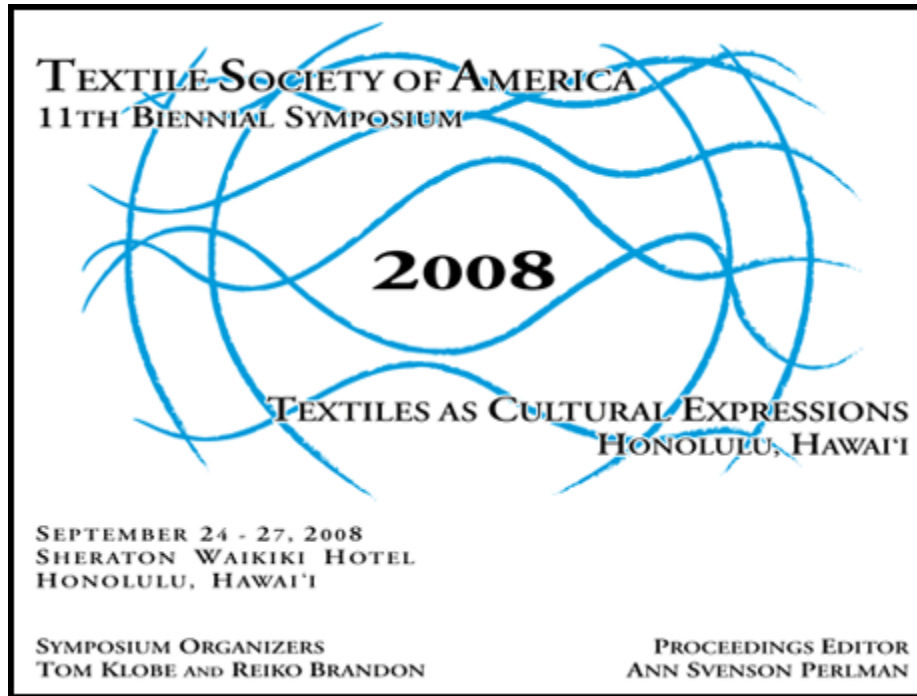 TEXTILE SOCIETY OF AMERICA
11TH BIENNIAL SYMPOSIUM
2008
TEXTILES AS CULTURAL EXPRESSIONS
HONOLULU, HAWAI‘I
SEPTEMBER 24 - 27, 2008
SHERATON WAIKIKI HOTEL
HONOLULU, HAWAI‘I
SYMPOSIUM ORGANIZERS
TOM KLOBE AND REIKO BRANDON
PROCEEDINGS EDITOR
ANN SVENSON PERLMAN